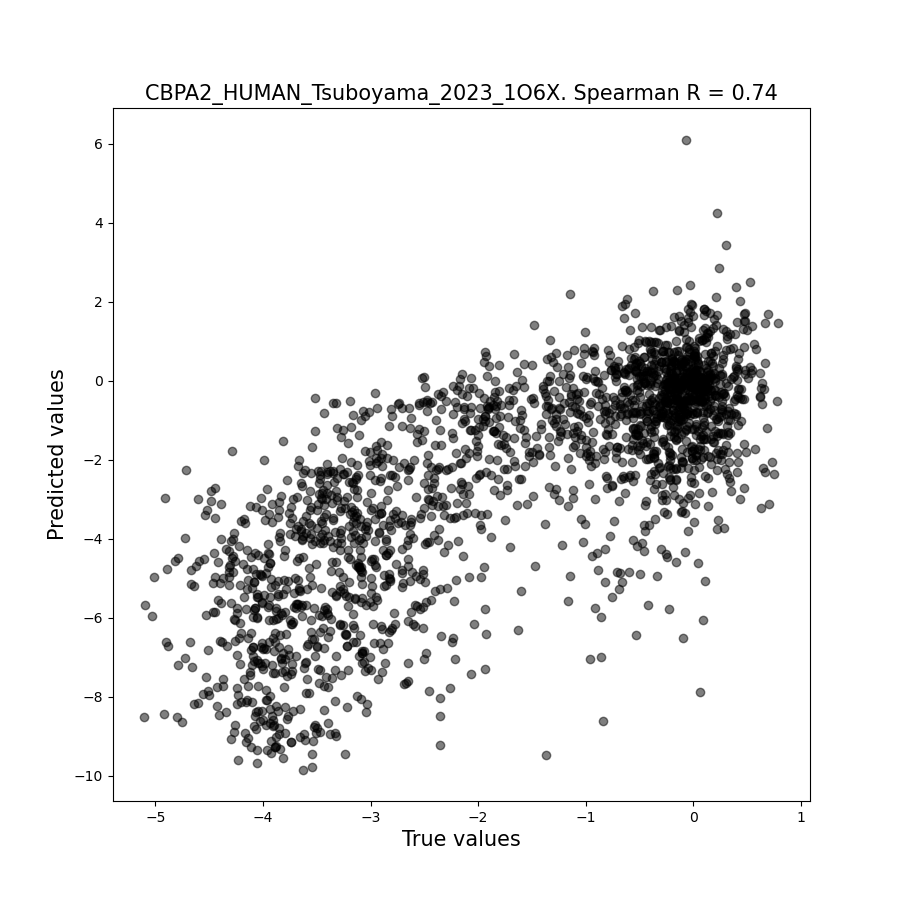 CBPA2_HUMAN_Tsuboyama_2023_1O6X. Spearman R = 0.74
6
4
2
0
−2
−4
−6
−8
−10
Predicted values
−5 −4 −3 −2 −1 0 1
True values